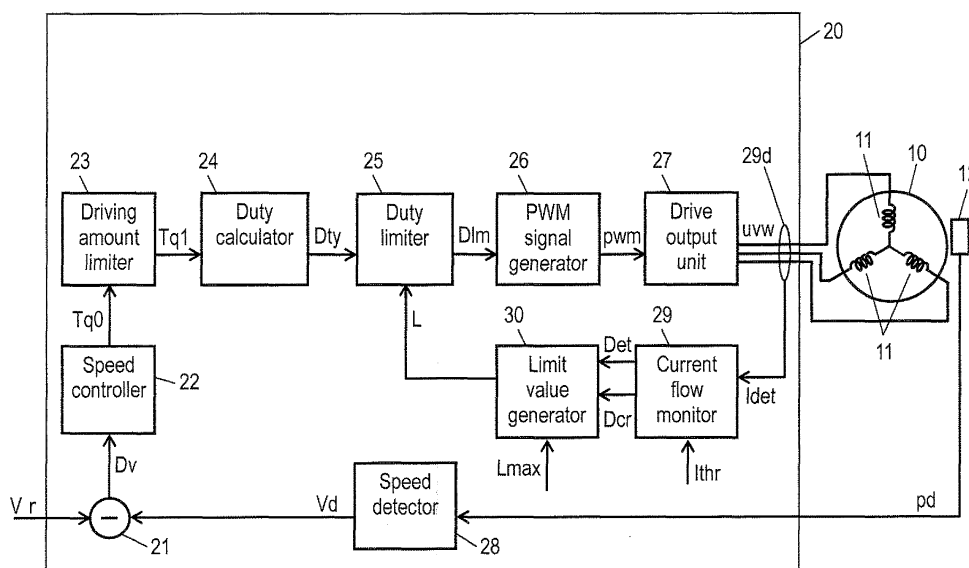 20
23
24
25
26
27
29d
11
10
Driving
amount
limiter
Tq1
Duty
calculator
Dty
Duty
limiter
Dlm
PWM
signal
generator
pwm
Drive
output
unit
uvw
Tq0
L
30
29
11
Speed
controller
22
Limit
value
generator
Det
Dcr
Current
flow
monitor
Idet
Dv
Lmax
Ithr
V r
21
Vd
Speed
detector
28
pd